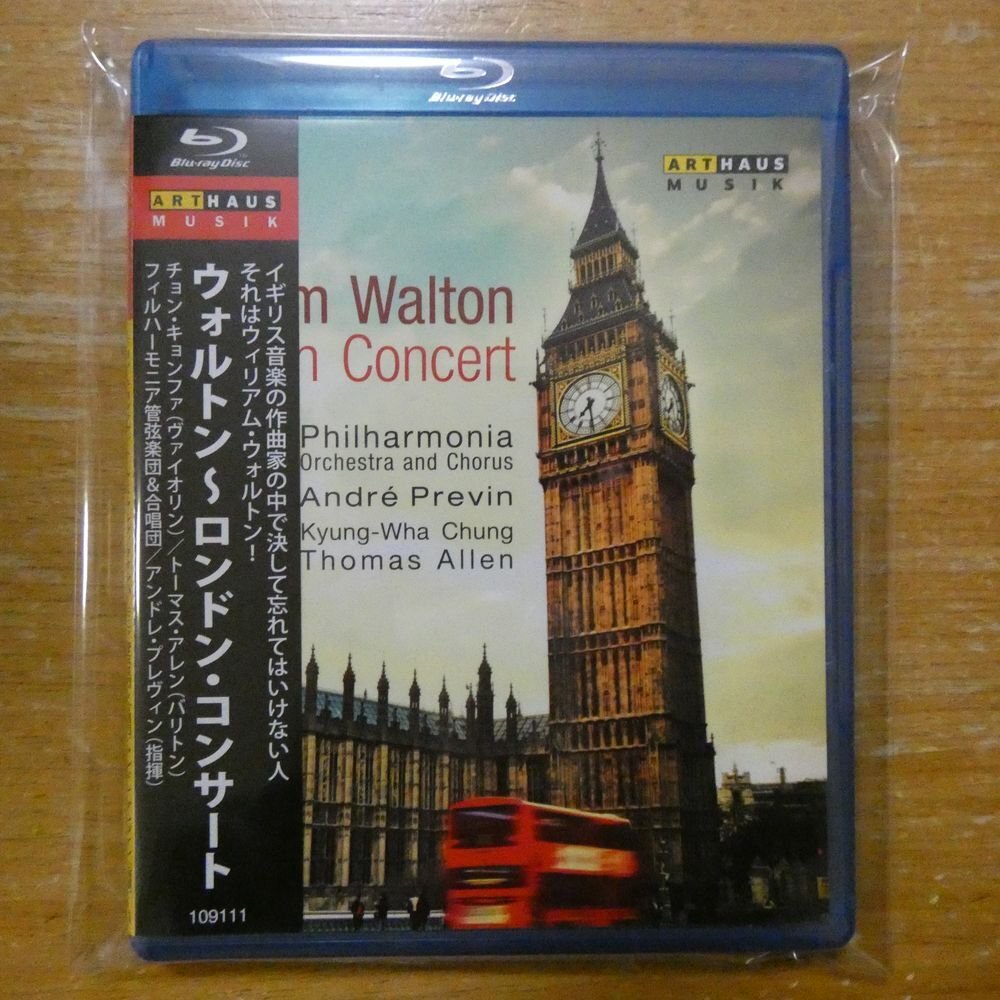 Blu-ray Disc
Blu-ray Disc
ARTHAUS
MUSIK
イギリス音楽の作曲家の中で決して忘れてはいけない人
それはウィリアム・ウォルトン！
ウォルトン～ロンドン・コンサート
チョン・キョンファ（ヴァイオリン）／トーマス・アレン（バリトン）
フィルハーモニア管弦楽団&合唱団／アンドレ・プレヴィン（指揮）
109111
ARTHAUS
MUSIK
m Walton
n Concert
Philharmonia
Orchestra and Chorus
André Previn
Kyung-Wha Chung
Thomas Allen